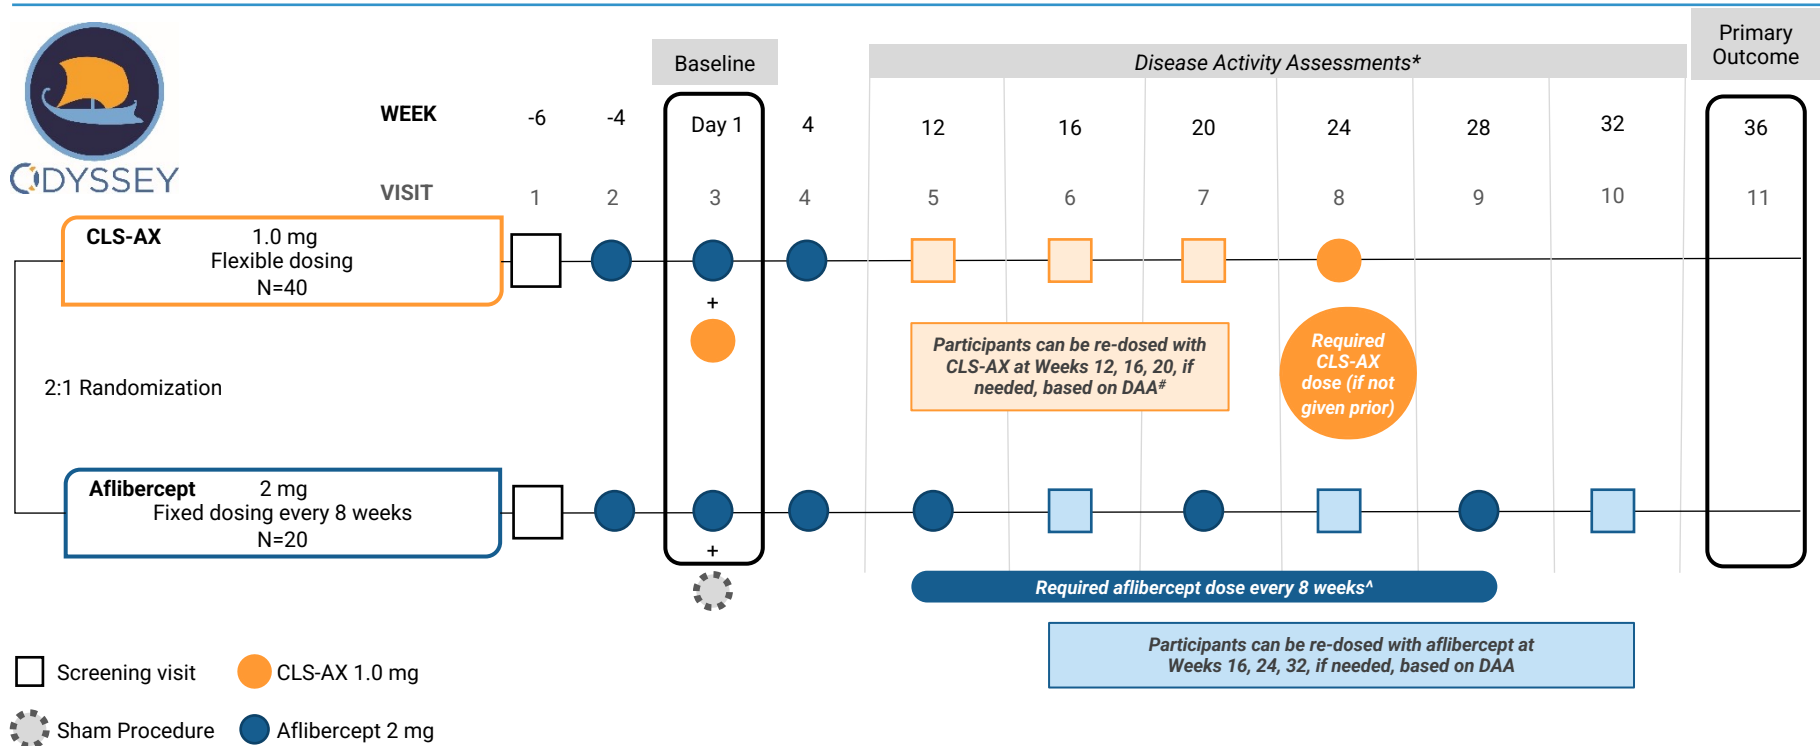 Baseline
Disease Activity Assessments*
Primary
Outcome
WEEK -6 -4 Day 1 4 12 16 20 24 28 32 36
ODYSSEY
VISIT 1 2 3 4 5 6 7 8 9 10 11
CLS-AX 1.0 mg
Flexible dosing
N=40
+
Participants can be re-dosed with
CLS-AX at Weeks 12, 16, 20, if
needed, based on DAA#
Required
CLS-AX
dose (if not
given prior)
2:1 Randomization
Aflibercept 2 mg
Fixed dosing every 8 weeks
N=20
+
Required aflibercept dose every 8 weeks^
Participants can be re-dosed with aflibercept at
Weeks 16, 24, 32, if needed, based on DAA
Screening visit
CLS-AX 1.0 mg
Sham Procedure
Aflibercept 2 mg